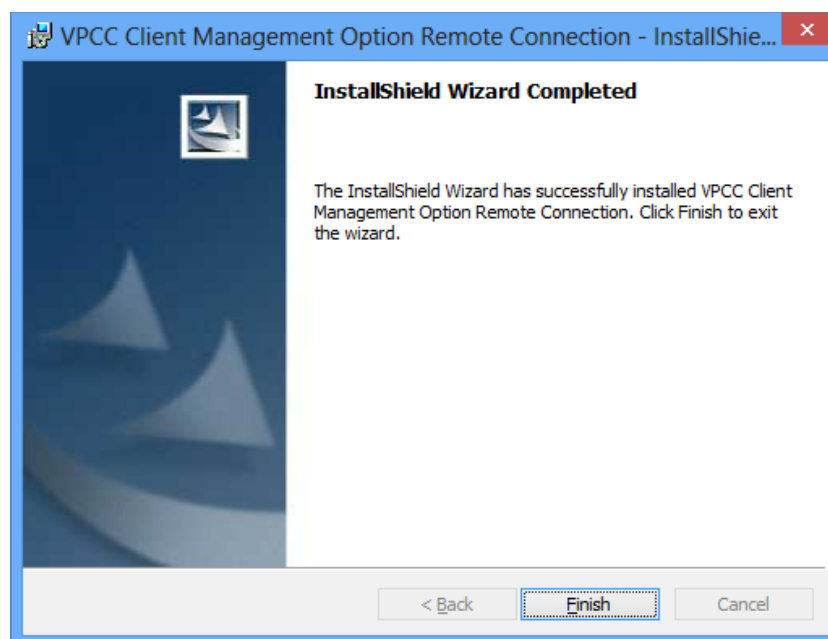 VPCC Client Management Option Remote Connection - InstallShie...
InstallShield Wizard Completed
The InstallShield Wizard has successfully installed VPCC Client
Management Option Remote Connection. Click Finish to exit
the wizard.
< Back
Finish
Cancel